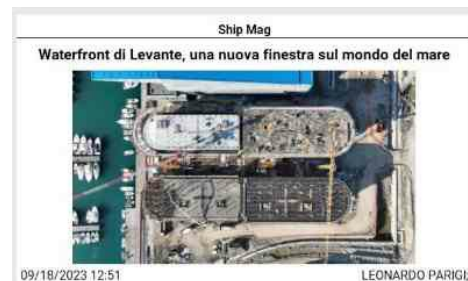 Ship Mag
Waterfront di Levante, una nuova finestra sul mondo del mare
09/18/2023 12:51
LEONARDO PARIGI;